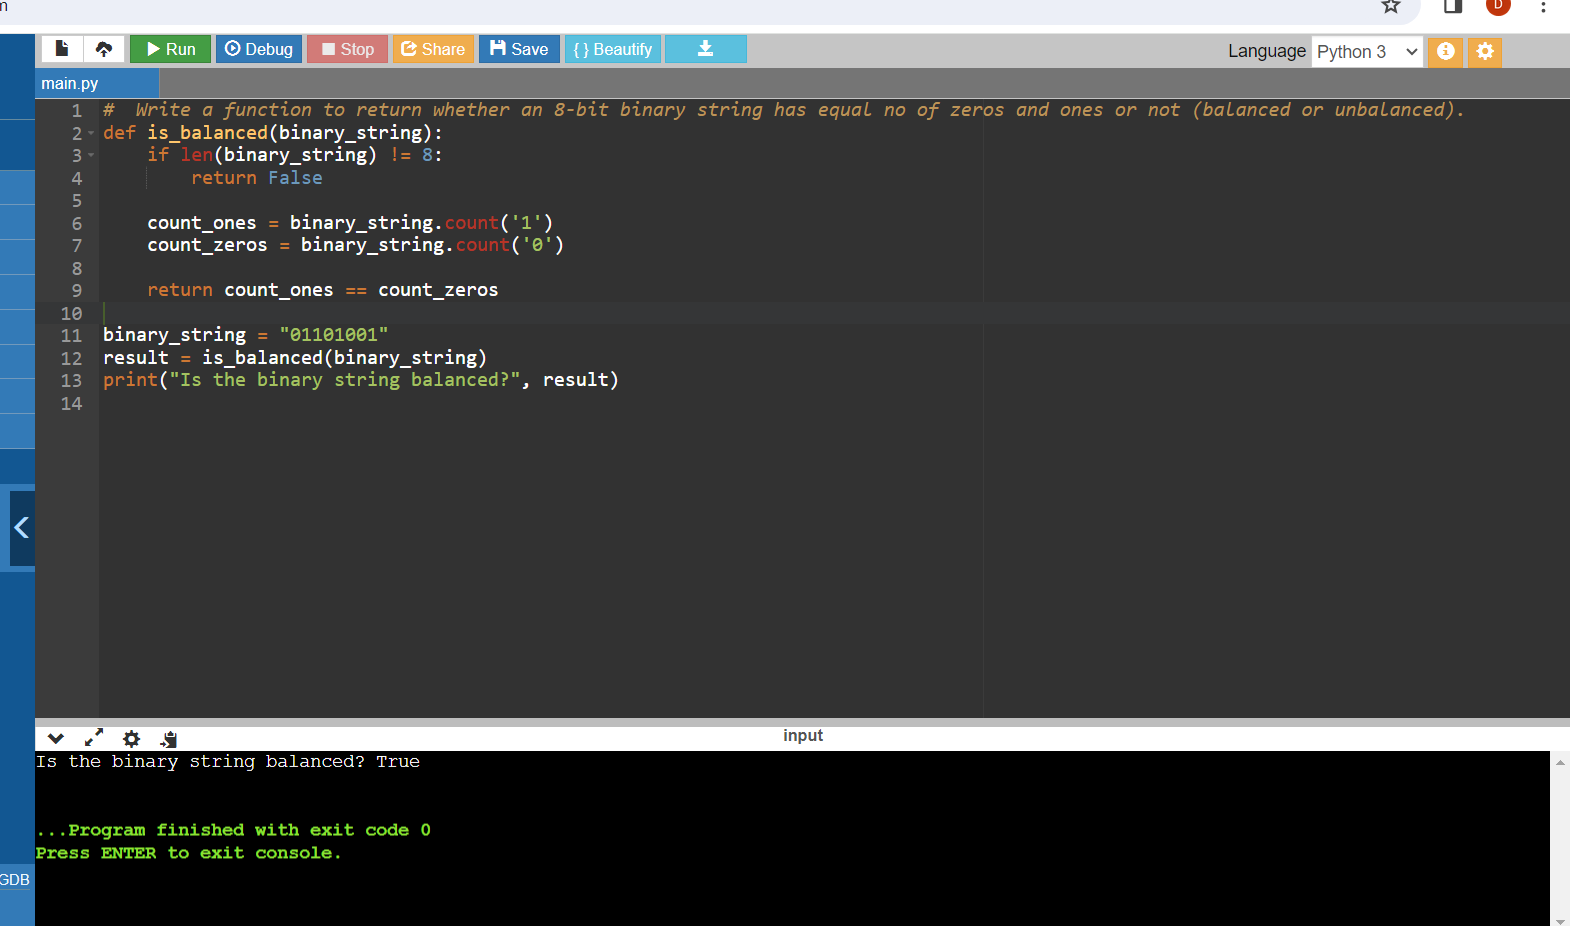 m
Run Debug Stop Share Save { } Beautify Language Python 3
main.py
1 #  Write a function to return whether an 8-bit binary string has equal no of zeros and ones or not (balanced or unbalanced).
2 def is_balanced(binary_string):
3     if len(binary_string) != 8:
4         return False
5
6     count_ones = binary_string.count('1')
7     count_zeros = binary_string.count('0')
8
9     return count_ones == count_zeros
10
11 binary_string = "01101001"
12 result = is_balanced(binary_string)
13 print("Is the binary string balanced?", result)
14
input
Is the binary string balanced? True
...Program finished with exit code 0
Press ENTER to exit console.
GDB
D